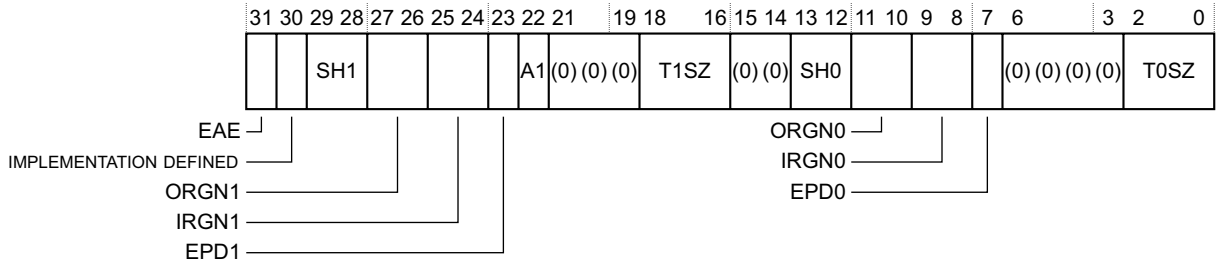 31 30 29 28 27 26 25 24 23 22 21 19 18 16 15 14 13 12 11 10 9 8 7 6 3 2 0
SH1 A1 (0) (0) (0) T1SZ (0) (0) SH0 (0) (0) (0) (0) T0SZ
EAE ORGN0
IMPLEMENTATION DEFINED IRGN0
ORGN1 EPD0
IRGN1
EPD1